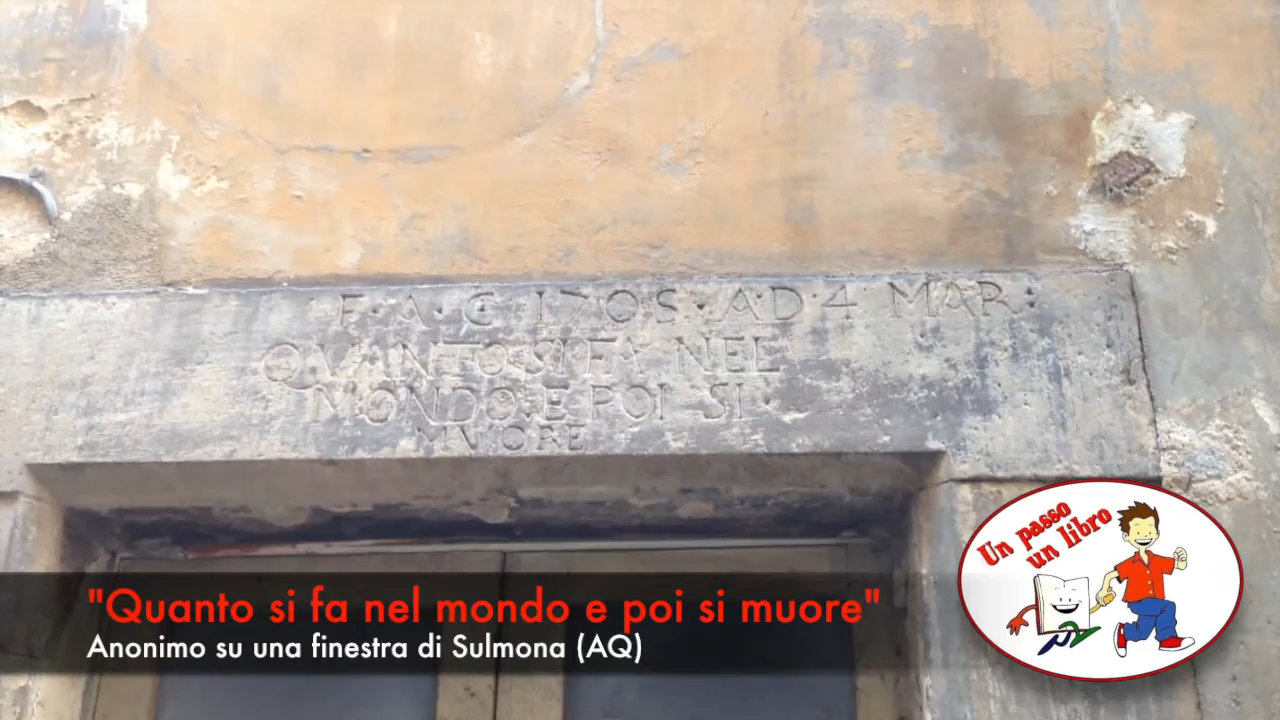 F·A·C·1705·AD·4 MAR:
QVANTO SI FA NEL
MONDO·E POI SI
MVORE
Un passo
un libro
"Quanto si fa nel mondo e poi si muore"
Anonimo su una finestra di Sulmona (AQ)